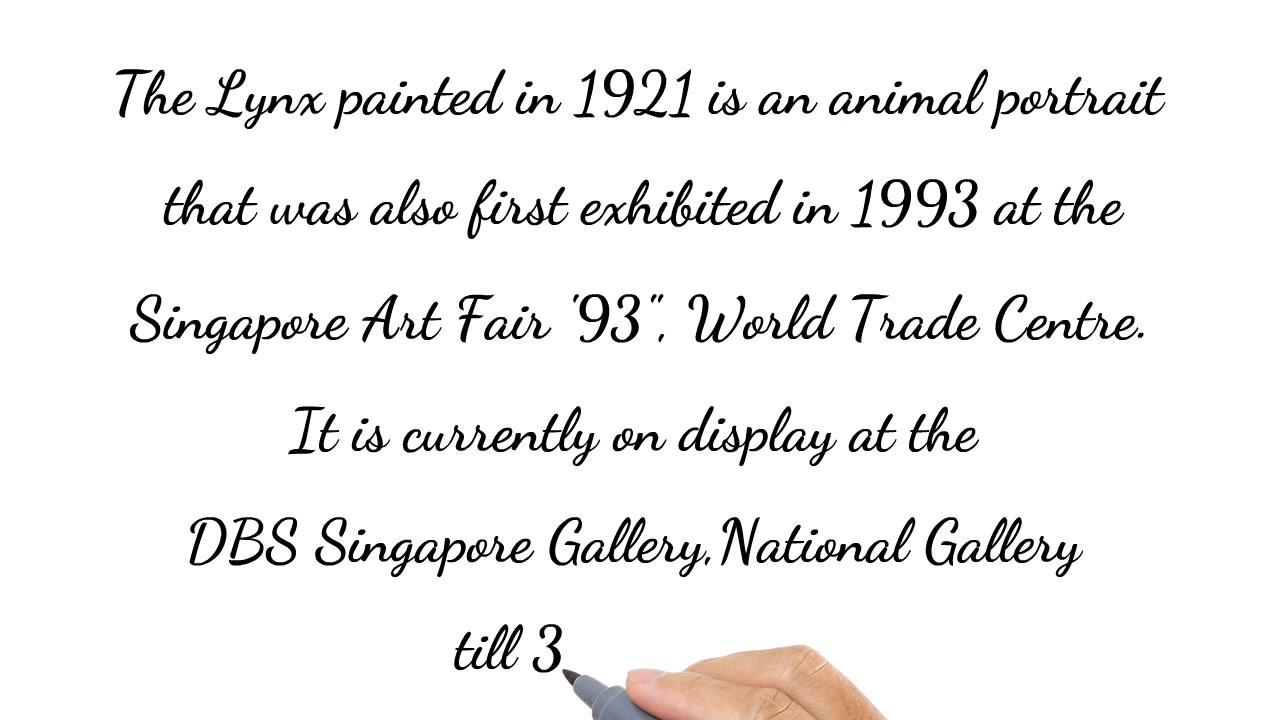 The Lynx painted in 1921 is an animal portrait
that was also first exhibited in 1993 at the
Singapore Art Fair '93", World Trade Centre.
It is currently on display at the
DBS Singapore Gallery, National Gallery
till 3